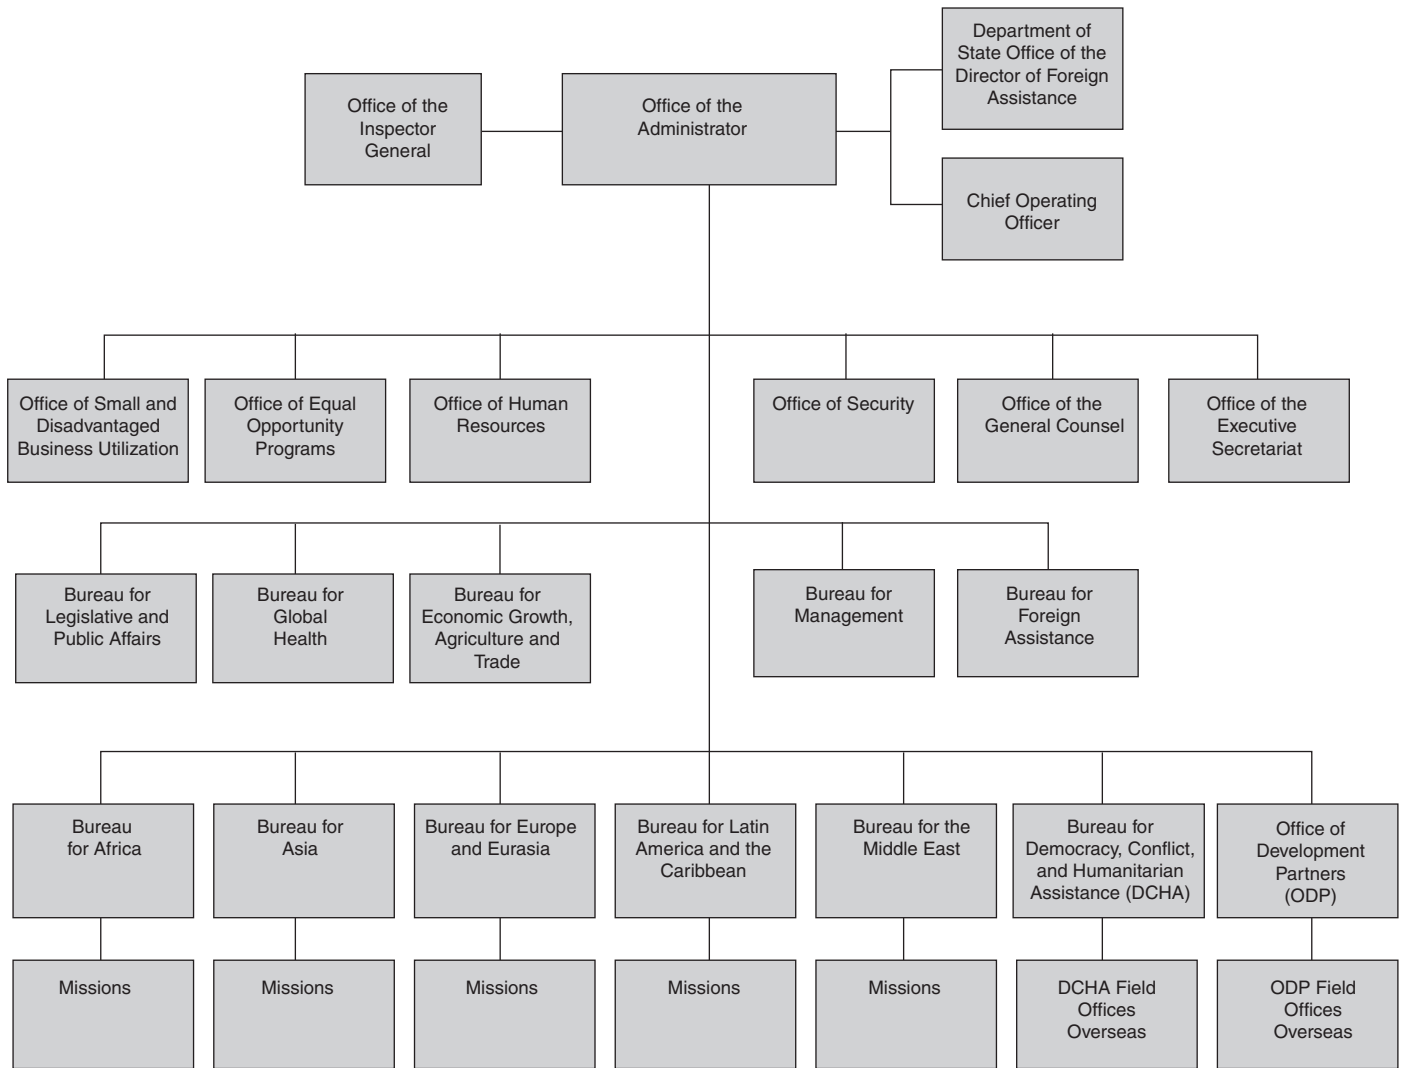 Department of
State Office of the
Director of Foreign
Assistance
Office of the
Inspector
General
Office of the
Administrator
Chief Operating
Officer
Office of Small and
Disadvantaged
Business Utilization
Office of Equal
Opportunity
Programs
Office of Human
Resources
Office of Security
Office of the
General Counsel
Office of the
Executive
Secretariat
Bureau for
Legislative and
Public Affairs
Bureau for
Global
Health
Bureau for
Economic Growth,
Agriculture and
Trade
Bureau for
Management
Bureau for
Foreign
Assistance
Bureau
for Africa
Bureau for
Asia
Bureau for Europe
and Eurasia
Bureau for Latin
America and the
Caribbean
Bureau for the
Middle East
Bureau for
Democracy, Conflict,
and Humanitarian
Assistance (DCHA)
Office of
Development
Partners
(ODP)
Missions
Missions
Missions
Missions
Missions
DCHA Field
Offices
Overseas
ODP Field
Offices
Overseas